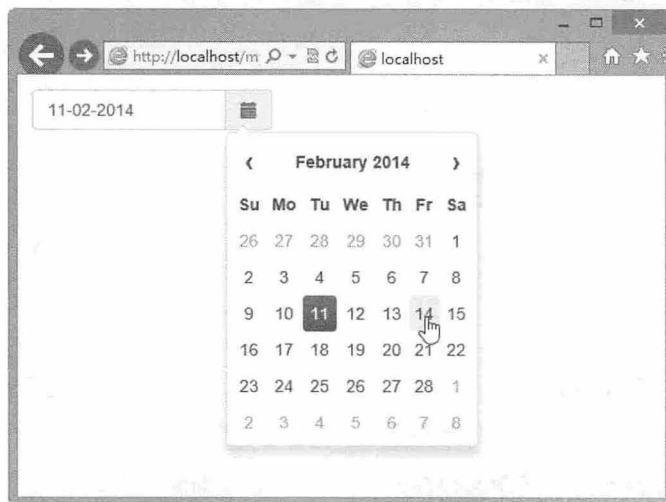 http://localhost/m
localhost
11-02-2014
February 2014
Su Mo Tu We Th Fr Sa
26 27 28 29 30 31 1
2 3 4 5 6 7 8
9 10 11 12 13 14 15
16 17 18 19 20 21 22
23 24 25 26 27 28 1
2 3 4 5 6 7 8